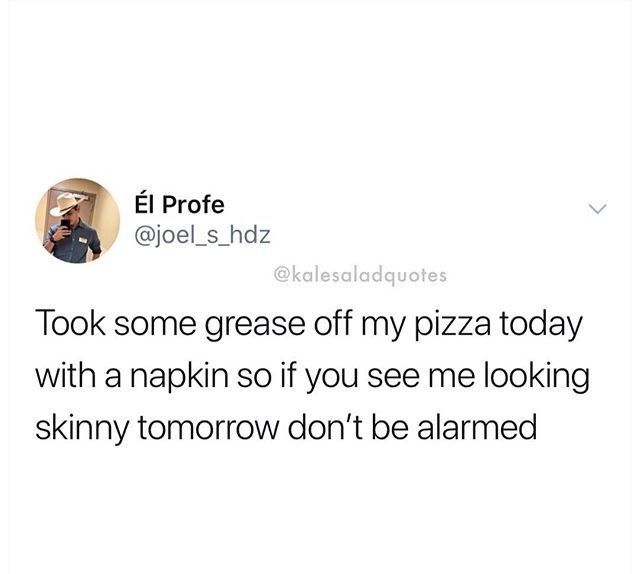 Él Profe
@joel_s_hdz
@kalesaladquotes
Took some grease off my pizza today
with a napkin so if you see me looking
skinny tomorrow don’t be alarmed